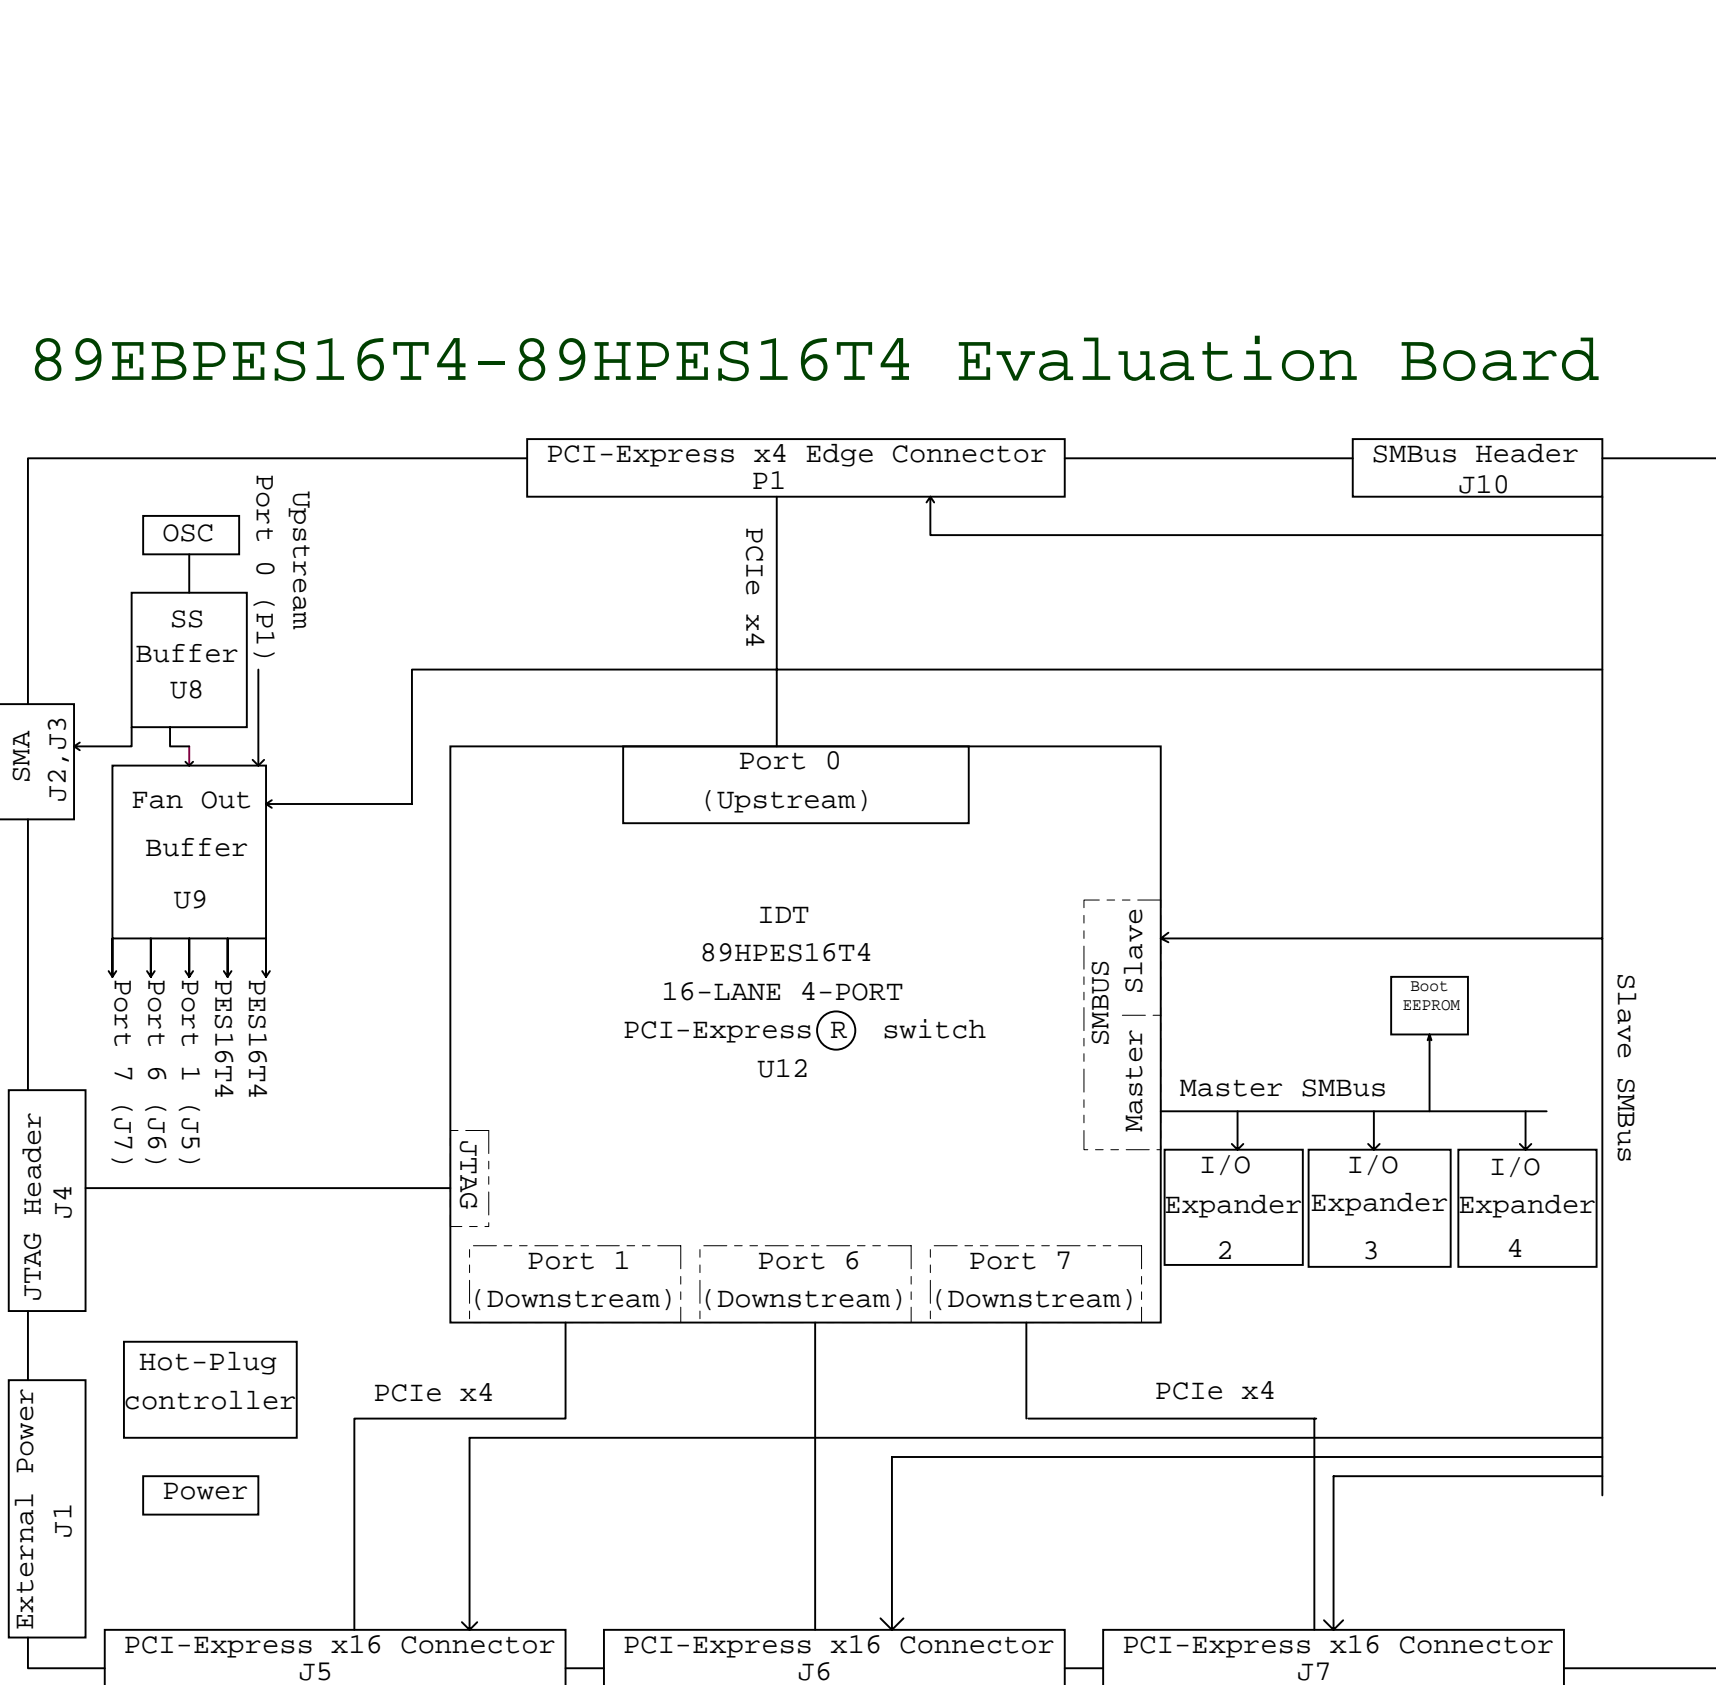 89EBPES16T4-89HPES16T4 Evaluation Board
PCI-Express x4 Edge Connector
P1
SMBus Header
J10
Upstream
Port 0 (P1)
OSC
SS
Buffer
U8
PCIe x4
SMA
J2,J3
Fan Out
Buffer
U9
Port 0
(Upstream)
IDT
89HPES16T4
16-LANE 4-PORT
PCI-Express R switch
U12
SMBUS
Slave
Master
Slave SMBus
Boot
EEPROM
Master SMBus
PES16T4
PES16T4
Port 1 (J5)
Port 6 (J6)
Port 7 (J7)
JTAG Header
J4
JTAG
I/O
Expander
2
I/O
Expander
3
I/O
Expander
4
Port 1
(Downstream)
Port 6
(Downstream)
Port 7
(Downstream)
Hot-Plug
controller
PCIe x4
PCIe x4
External Power
J1
Power
PCI-Express x16 Connector
J5
PCI-Express x16 Connector
J6
PCI-Express x16 Connector
J7